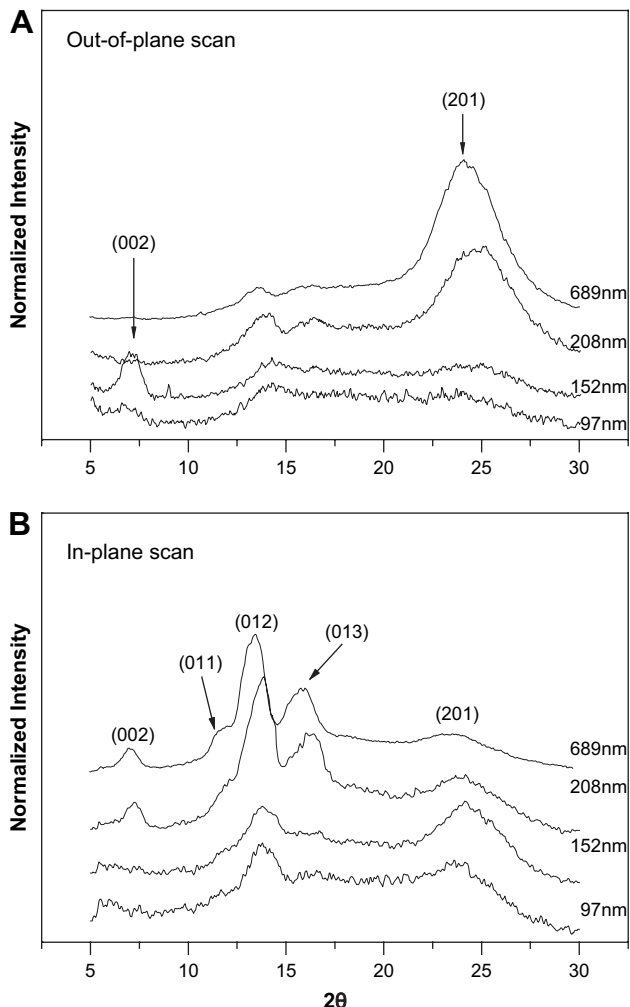 A
Out-of-plane scan
Normalized Intensity
(201)
(002)
689nm
208nm
152nm
97nm
5 10 15 20 25 30
B
In-plane scan
Normalized Intensity
(012)
(013)
(011)
(002)
(201)
689nm
208nm
152nm
97nm
5 10 15 20 25 30
2θ